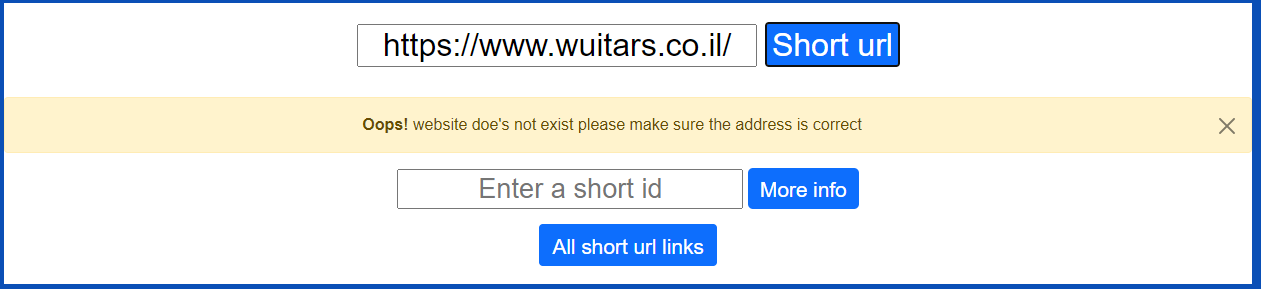 https://www.wuitars.co.il/ Short url
Oops! website doe's not exist please make sure the address is correct
Enter a short id More info
All short url links